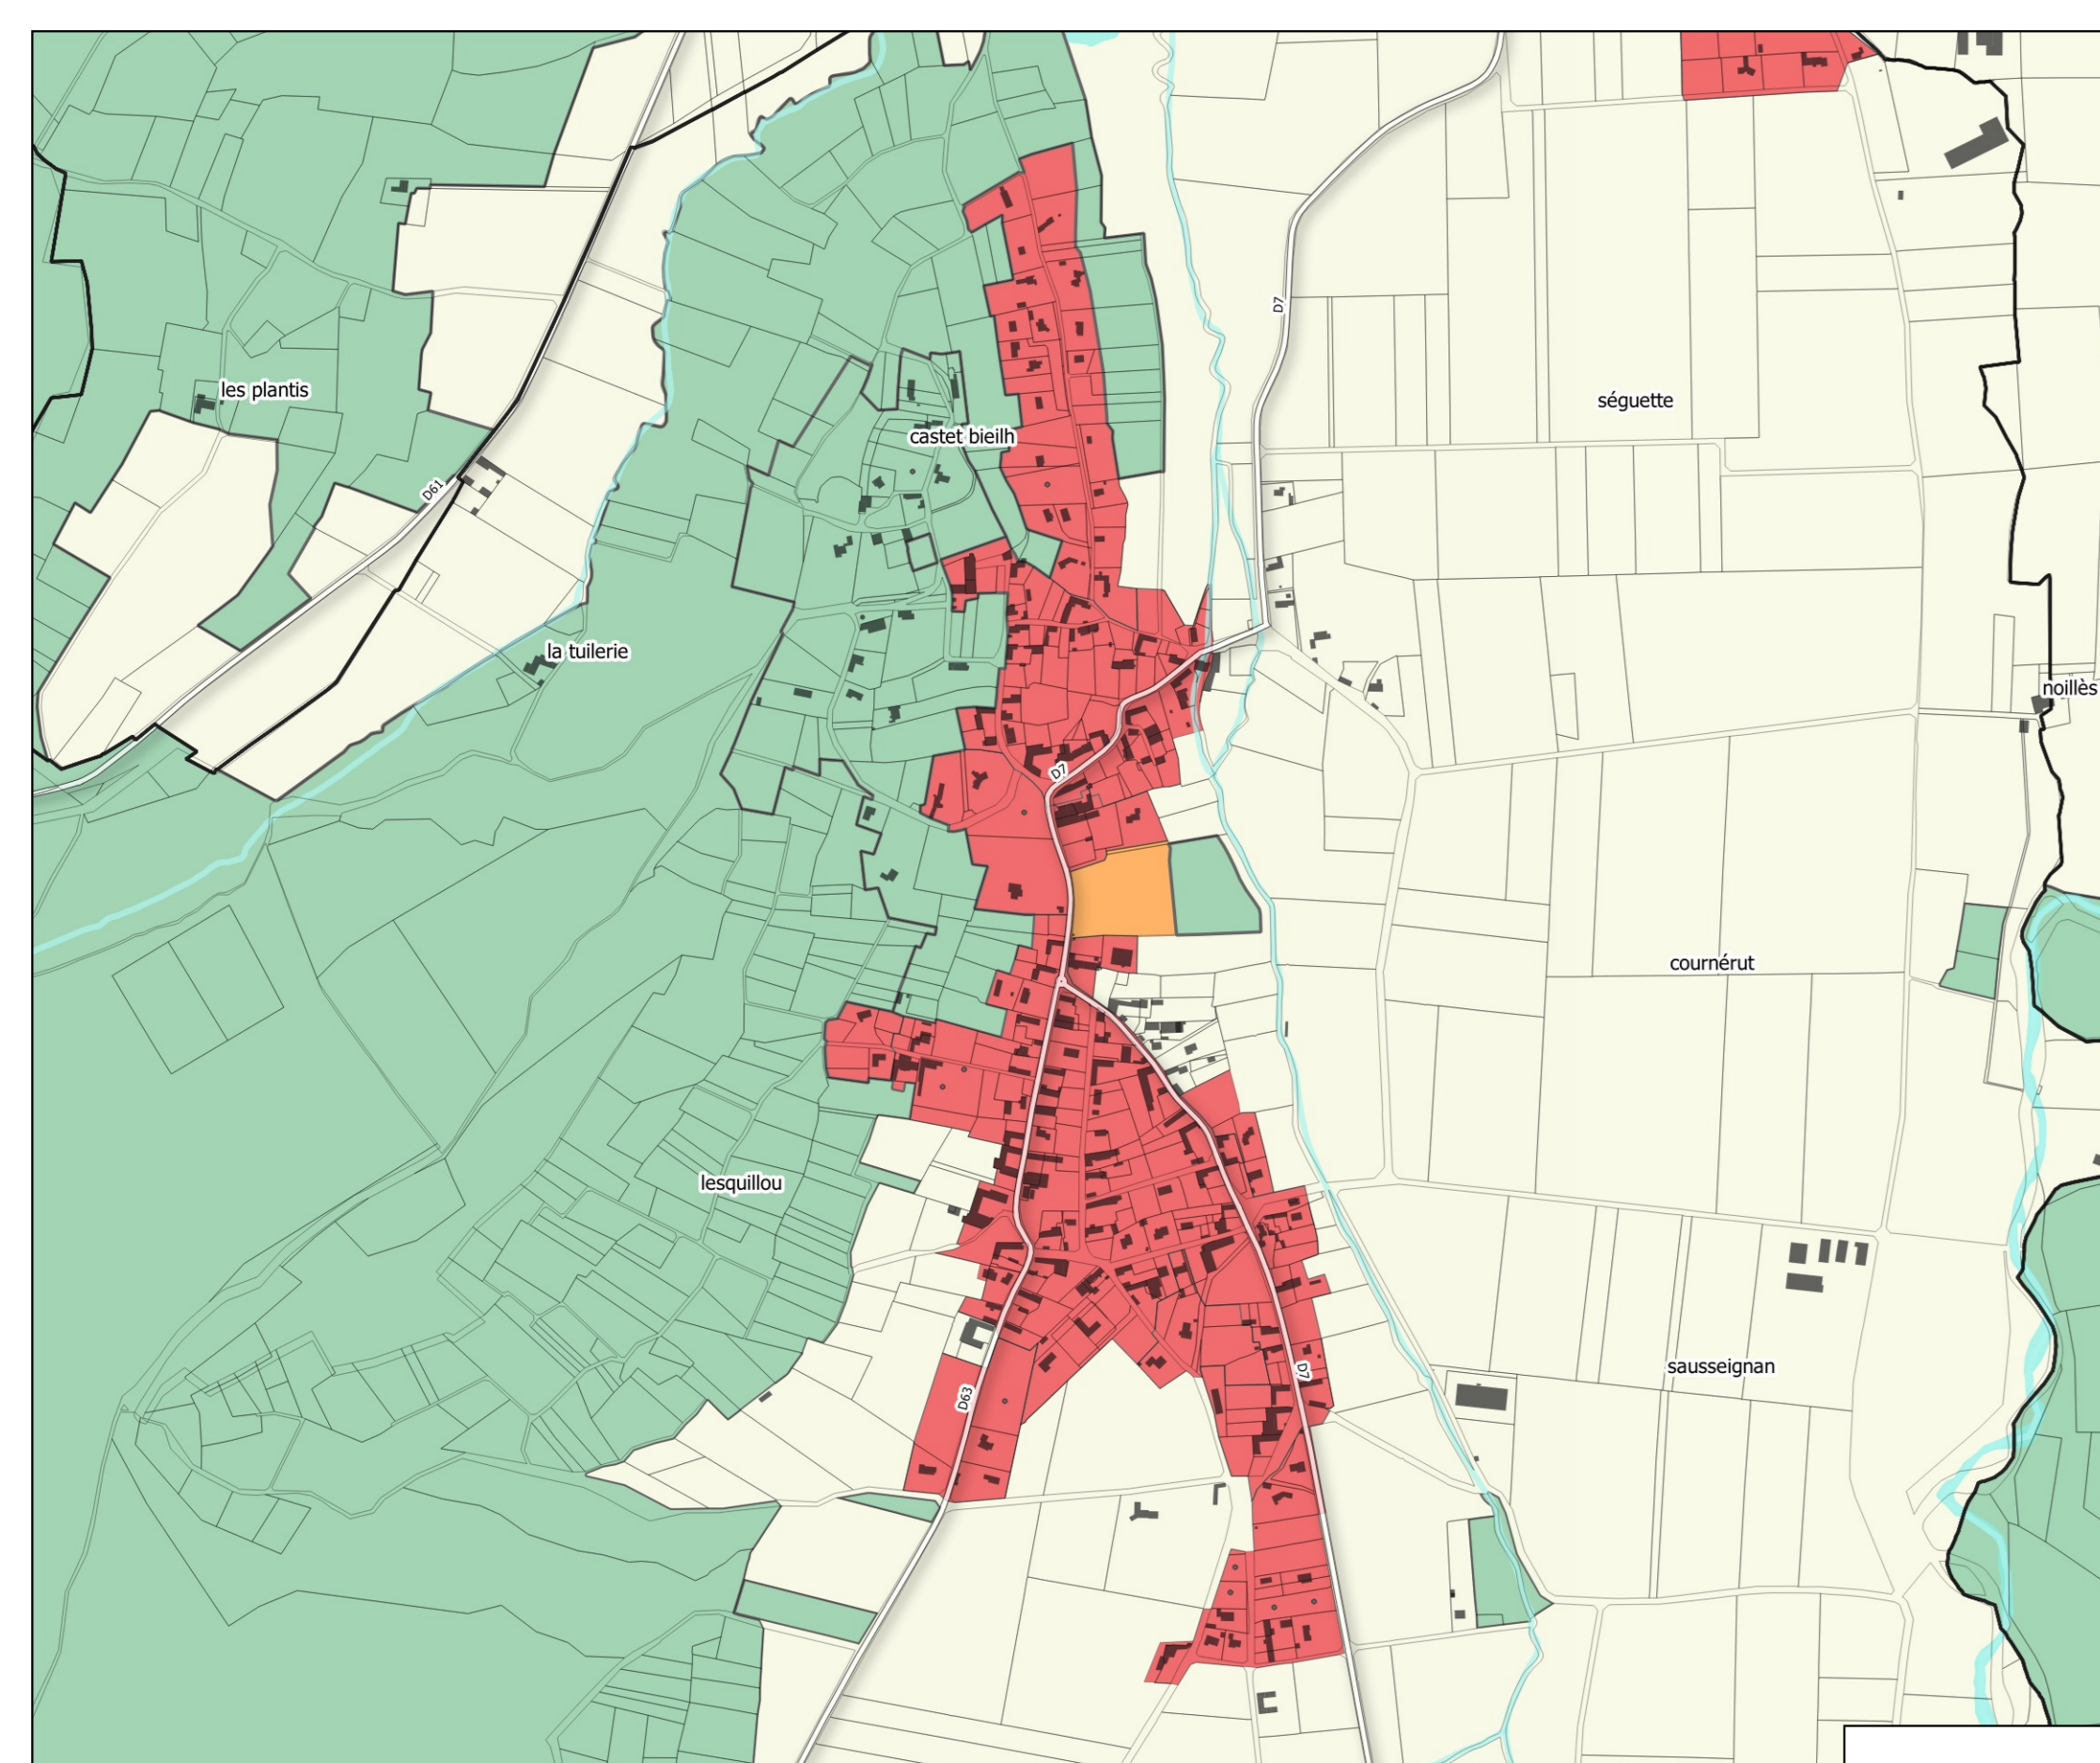 D7
les plantis
séguette
castet bieilh
D61
la tuilerie
noillès
D7
cournérut
lesquillou
sausseignan
D7
D63